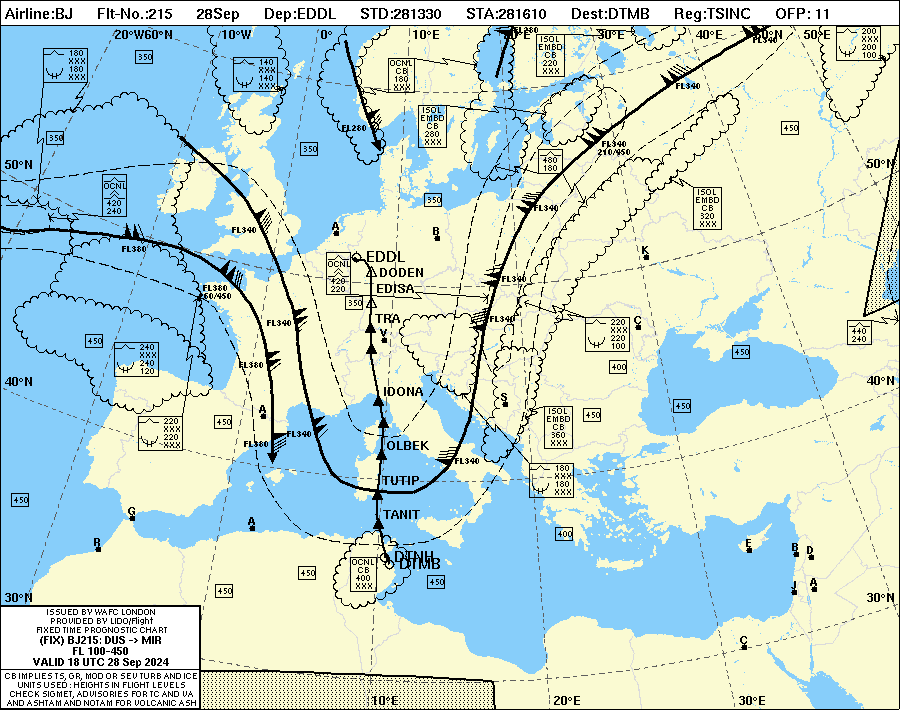 Airline:BJ Flt-No.:215 28Sep Dep:EDDL STD:281330 STA:281610 Dest:DTMB Reg:TSINC OFP: 11
20°W60°N 10°W 0° 10°E 20°E 30°E 40°E 60°N 50°E
FL280
FL340
180
XXX
180
XXX
350
140
XXX
140
XXX
OCNL
CB
180
XXX
ISOL
EMBD
CB
220
XXX
200
XXX
200
100
FL340
350
350
FL280
ISOL
EMBD
CB
280
XXX
FL340
210/450
450
480
180
50°N
50°N
OCNL
420
240
350
FL340
ISOL
EMBD
CB
320
XXX
FL340
A
B
FL380
K
EDDL
OCNL
420
220
DODEN
EDISA
FL340
FL380
260/450
350
TRA
FL340
FL340
V
220
XXX
220
100
C
440
240
450
240
XXX
240
120
450
FL380
400
40°N
40°N
IDONA
S
450
A
450
450
ISOL
EMBD
CB
360
XXX
220
XXX
220
XXX
FL380
FL340
OLBEK
FL340
180
XXX
180
XXX
TUTIP
450
G
TANIT
A
400
R
E
B
D
DTNH
DTMB
OCNL
CB
400
XXX
450
450
450
J
A
30°N
30°N
C
ISSUED BY WAFC LONDON
PROVIDED BY LIDO/Flight
FIXED TIME PROGNOSTIC CHART
(FIX) BJ215: DUS -> MIR
FL 100-450
VALID 18 UTC 28 Sep 2024
CB IMPLIES TS, GR, MOD OR SEV TURB AND ICE
UNITS USED : HEIGHTS IN FLIGHT LEVELS
CHECK SIGMET, ADVISORIES FOR TC AND VA
AND ASHTAM AND NOTAM FOR VOLCANIC ASH
10°E 20°E 30°E